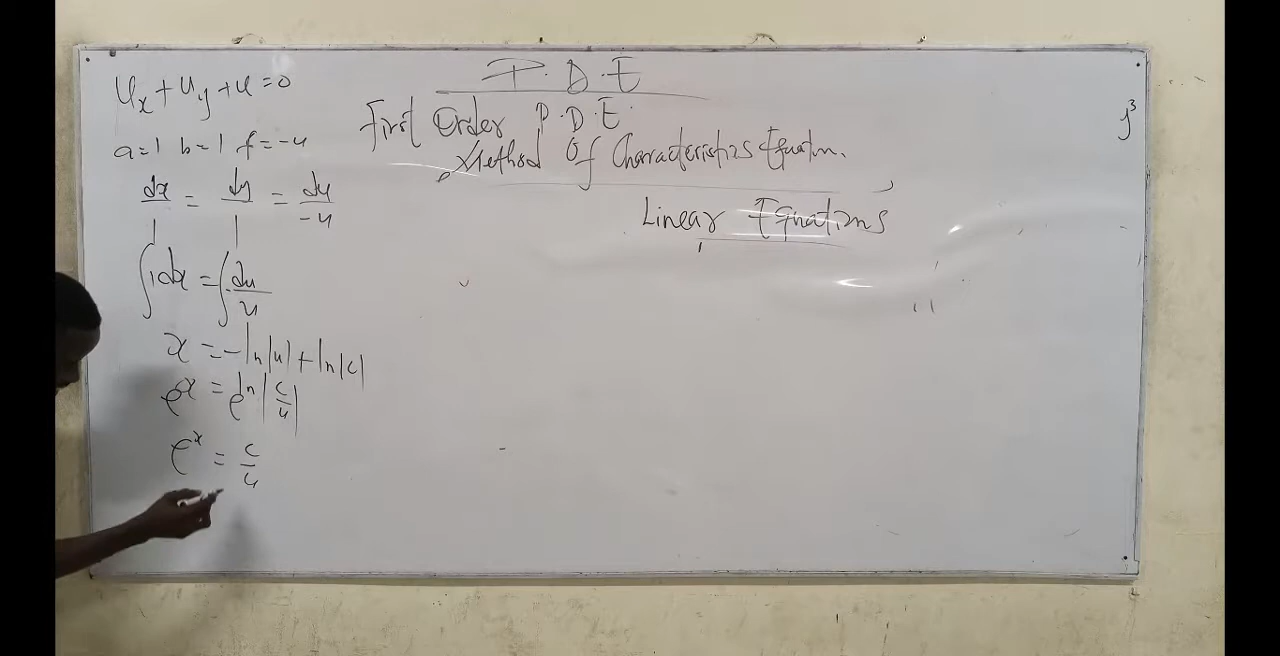 P.D.E
First Order P.D.E.
Method Of Characteristics Equatn.
Linear Equations
Ux + Uy + u = 0
a=1 b=1 f=-u
dx/1 = dy/1 = du/-u
∫1dx = ∫-du/u
x = -ln|u| + ln|c|
e^x = e^ln|c/u|
e^x = c/u